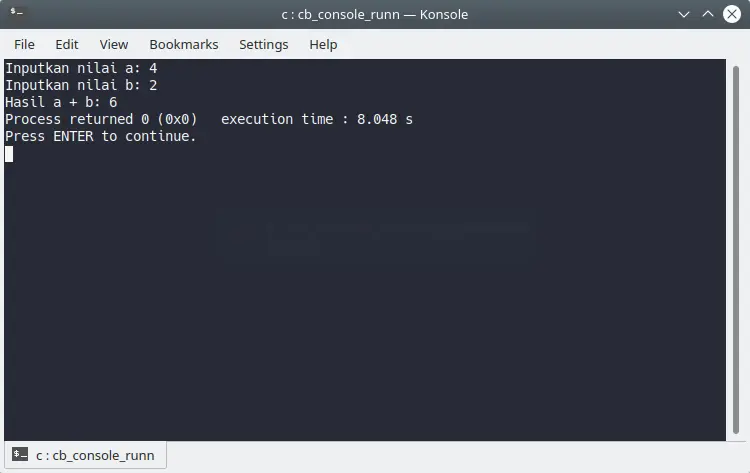 c : cb_console_runn — Konsole
File Edit View Bookmarks Settings Help
Inputkan nilai a: 4
Inputkan nilai b: 2
Hasil a + b: 6
Process returned 0 (0x0)   execution time : 8.048 s
Press ENTER to continue.
c : cb_console_runn